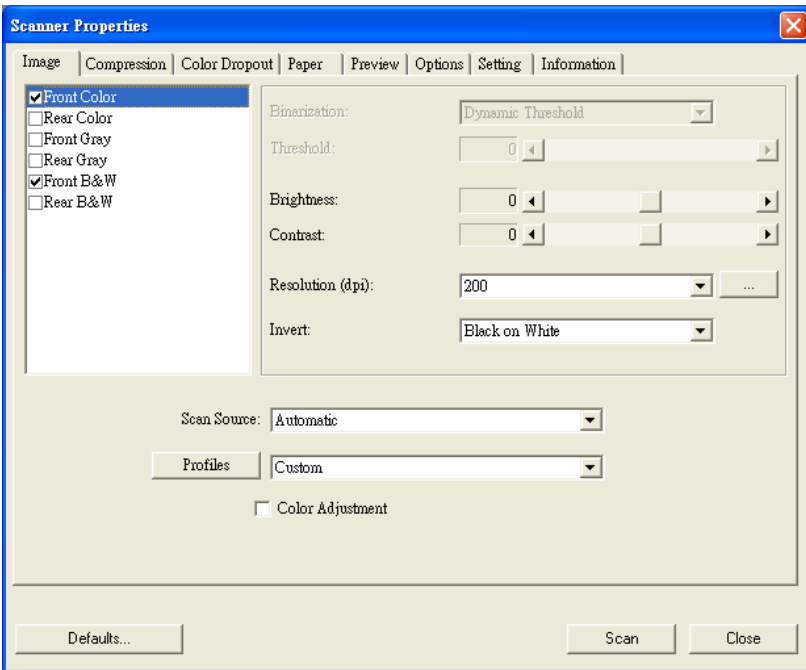 Scanner Properties
Image Compression Color Dropout Paper Preview Options Setting Information
Front Color
Rear Color
Front Gray
Rear Gray
Front B&W
Rear B&W
Binarization: Dynamic Threshold
Threshold: 0
Brightness: 0
Contrast: 0
Resolution (dpi): 200 ...
Invert: Black on White
Scan Source: Automatic
Profiles Custom
Color Adjustment
Defaults... Scan Close